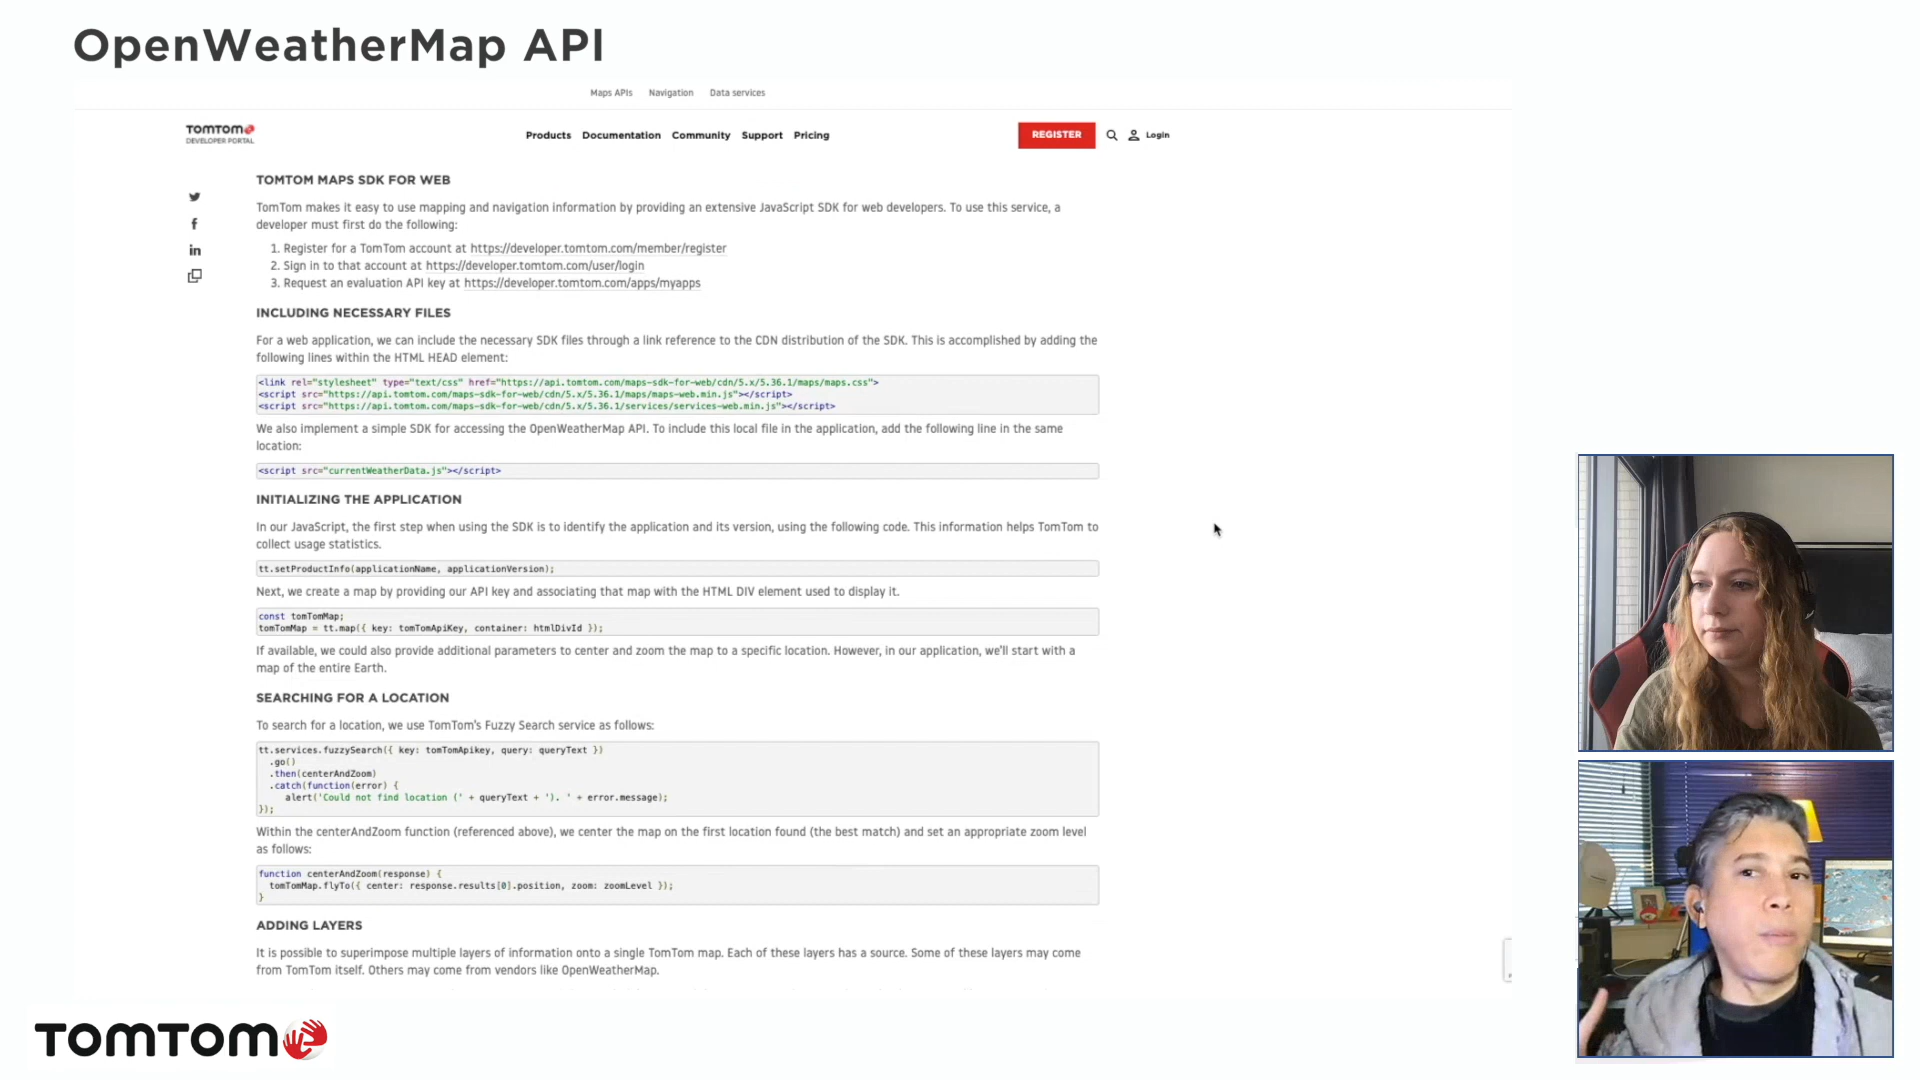 OpenWeatherMap API
Maps APIs Navigation Data services
TOMTOM
DEVELOPER PORTAL
Products Documentation Community Support Pricing
REGISTER
Login
TOMTOM MAPS SDK FOR WEB
TomTom makes it easy to use mapping and navigation information by providing an extensive JavaScript SDK for web developers. To use this service, a
developer must first do the following:
1. Register for a TomTom account at https://developer.tomtom.com/member/register
2. Sign in to that account at https://developer.tomtom.com/user/login
3. Request an evaluation API key at https://developer.tomtom.com/apps/myapps
INCLUDING NECESSARY FILES
For a web application, we can include the necessary SDK files through a link reference to the CDN distribution of the SDK. This is accomplished by adding the
following lines within the HTML HEAD element:
<link rel="stylesheet" type="text/css" href="https://api.tomtom.com/maps-sdk-for-web/cdn/5.x/5.36.1/maps/maps.css">
<script src="https://api.tomtom.com/maps-sdk-for-web/cdn/5.x/5.36.1/maps/maps-web.min.js"></script>
<script src="https://api.tomtom.com/maps-sdk-for-web/cdn/5.x/5.36.1/services/services-web.min.js"></script>
We also implement a simple SDK for accessing the OpenWeatherMap API. To include this local file in the application, add the following line in the same
location:
<script src="currentWeatherData.js"></script>
INITIALIZING THE APPLICATION
In our JavaScript, the first step when using the SDK is to identify the application and its version, using the following code. This information helps TomTom to
collect usage statistics.
tt.setProductInfo(applicationName, applicationVersion);
Next, we create a map by providing our API key and associating that map with the HTML DIV element used to display it.
const tomTomMap;
tomTomMap = tt.map({ key: tomTomApiKey, container: htmlDivId });
If available, we could also provide additional parameters to center and zoom the map to a specific location. However, in our application, we'll start with a
map of the entire Earth.
SEARCHING FOR A LOCATION
To search for a location, we use TomTom's Fuzzy Search service as follows:
tt.services.fuzzySearch({ key: tomTomApikey, query: queryText })
.go()
.then(centerAndZoom)
.catch(function(error) {
alert('Could not find location (' + queryText + '). ' + error.message);
});
Within the centerAndZoom function (referenced above), we center the map on the first location found (the best match) and set an appropriate zoom level
as follows:
function centerAndZoom(response) {
tomTomMap.flyTo({ center: response.results[0].position, zoom: zoomLevel });
}
ADDING LAYERS
It is possible to superimpose multiple layers of information onto a single TomTom map. Each of these layers has a source. Some of these layers may come
from TomTom itself. Others may come from vendors like OpenWeatherMap.
TOMTOM